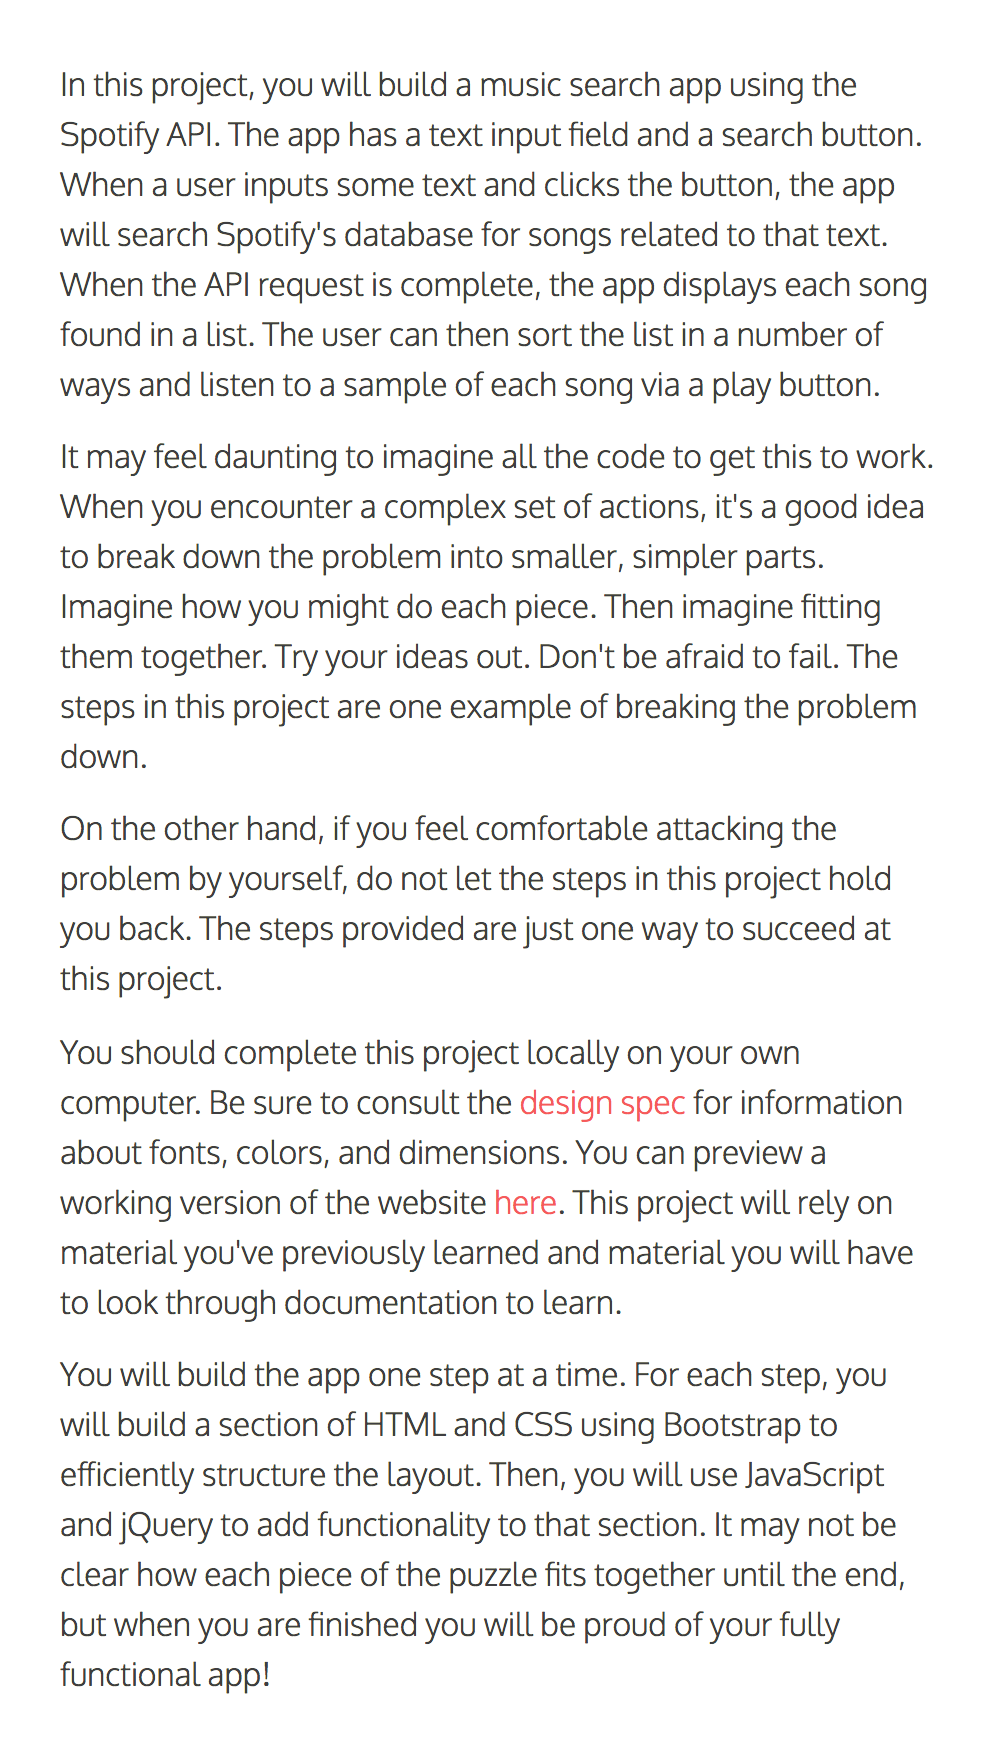 In this project, you will build a music search app using the
Spotify API. The app has a text input field and a search button.
When a user inputs some text and clicks the button, the app
will search Spotify's database for songs related to that text.
When the API request is complete, the app displays each song
found in a list. The user can then sort the list in a number of
ways and listen to a sample of each song via a play button.
It may feel daunting to imagine all the code to get this to work.
When you encounter a complex set of actions, it's a good idea
to break down the problem into smaller, simpler parts.
Imagine how you might do each piece. Then imagine fitting
them together. Try your ideas out. Don't be afraid to fail. The
steps in this project are one example of breaking the problem
down.
On the other hand, if you feel comfortable attacking the
problem by yourself, do not let the steps in this project hold
you back. The steps provided are just one way to succeed at
this project.
You should complete this project locally on your own
computer. Be sure to consult the design spec for information
about fonts, colors, and dimensions. You can preview a
working version of the website here. This project will rely on
material you've previously learned and material you will have
to look through documentation to learn.
You will build the app one step at a time. For each step, you
will build a section of HTML and CSS using Bootstrap to
efficiently structure the layout. Then, you will use JavaScript
and jQuery to add functionality to that section. It may not be
clear how each piece of the puzzle fits together until the end,
but when you are finished you will be proud of your fully
functional app!